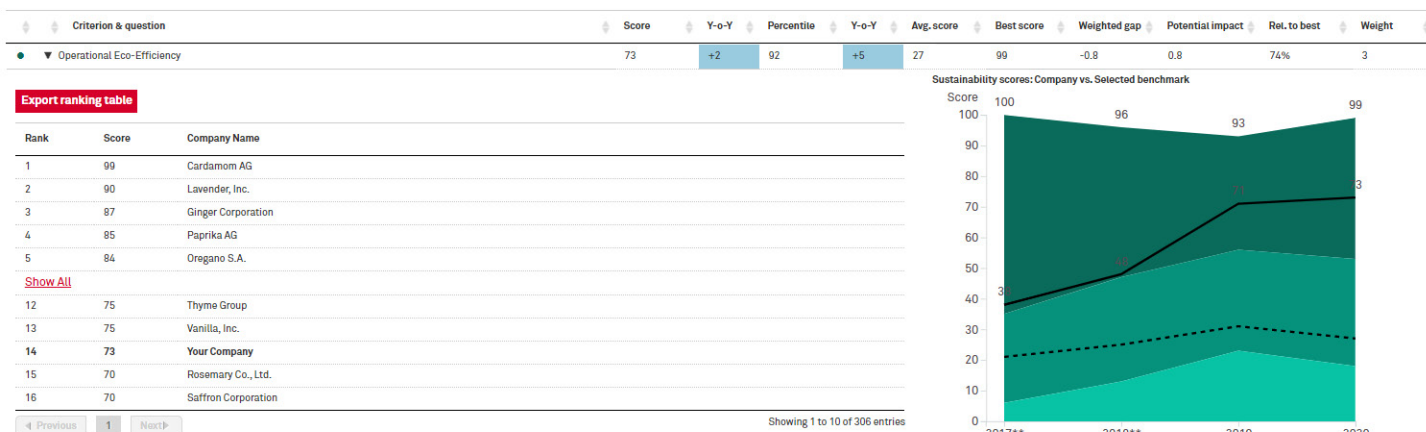 Criterion & question Score Y-o-Y Percentile Y-o-Y Avg. score Best score Weighted gap Potential impact Rel. to best Weight
▼ Operational Eco-Efficiency 73 +2 92 +5 27 99 -0.8 0.8 74% 3
Export ranking table
Rank Score Company Name
1 99 Cardamom AG
2 90 Lavender, Inc.
3 87 Ginger Corporation
4 85 Paprika AG
5 84 Oregano S.A.
Show All
12 75 Thyme Group
13 75 Vanilla, Inc.
14 73 Your Company
15 70 Rosemary Co., Ltd.
16 70 Saffron Corporation
Previous 1 Next
Showing 1 to 10 of 306 entries
Sustainability scores: Company vs. Selected benchmark
Score
100 96 93 99
100
90
80
70
60
50
40
30
20
10
0